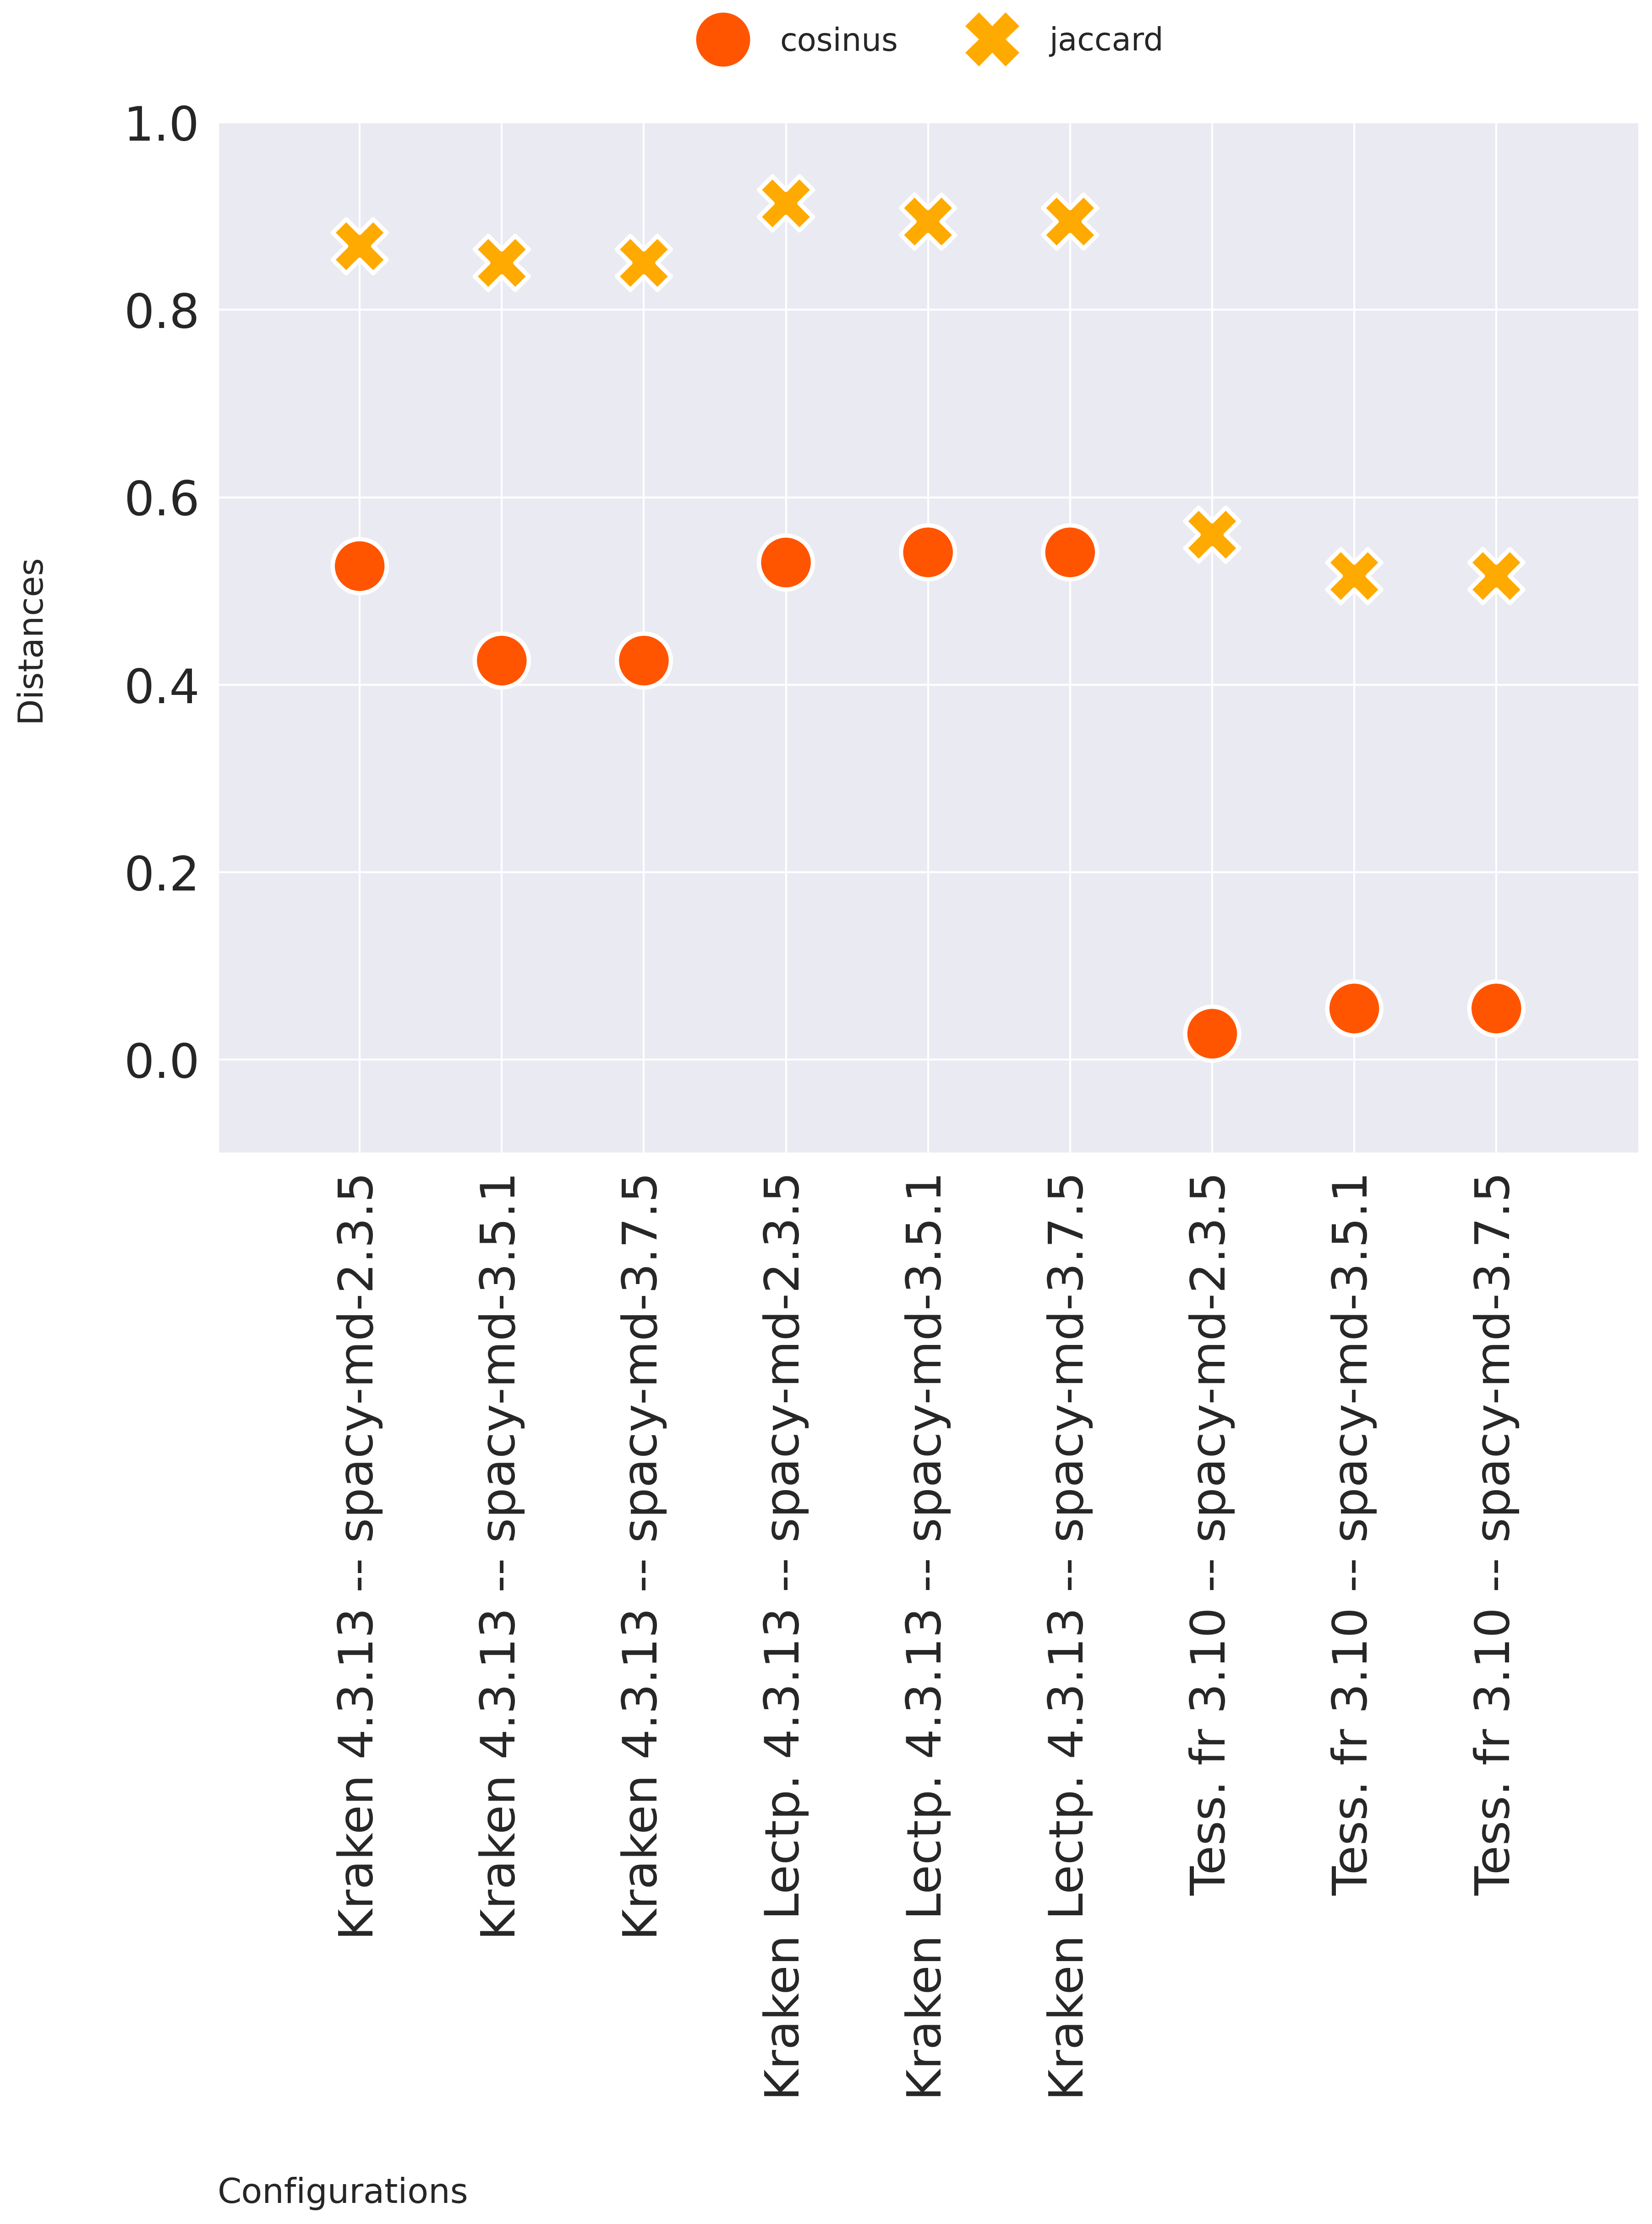 cosinus jaccard
1.0
0.8
0.6
0.4
0.2
0.0
Distances
Kraken 4.3.13 -- spacy-md-2.3.5
Kraken 4.3.13 -- spacy-md-3.5.1
Kraken 4.3.13 -- spacy-md-3.7.5
Kraken Lectp. 4.3.13 -- spacy-md-2.3.5
Kraken Lectp. 4.3.13 -- spacy-md-3.5.1
Kraken Lectp. 4.3.13 -- spacy-md-3.7.5
Tess. fr 3.10 -- spacy-md-2.3.5
Tess. fr 3.10 -- spacy-md-3.5.1
Tess. fr 3.10 -- spacy-md-3.7.5
Configurations